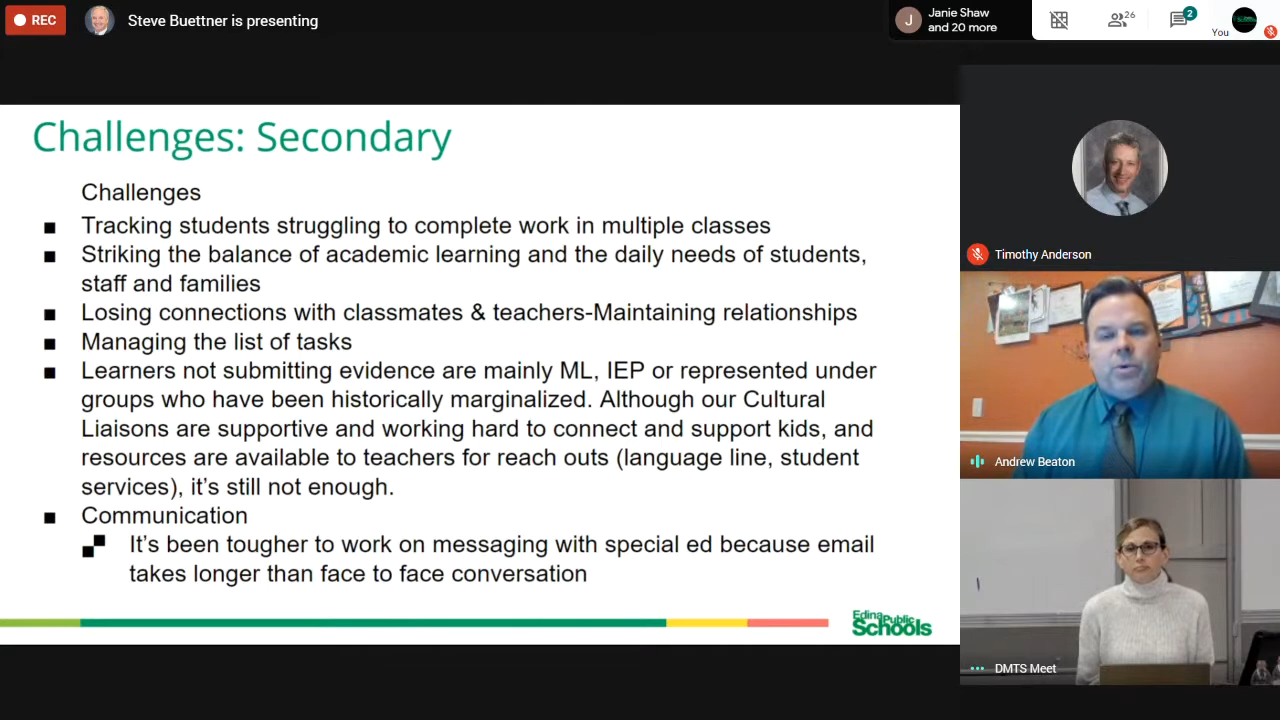 REC
Steve Buettner is presenting
J
Janie Shaw
and 20 more
26
2
You
Challenges: Secondary
Challenges
Tracking students struggling to complete work in multiple classes
Striking the balance of academic learning and the daily needs of students,
staff and families
Losing connections with classmates & teachers-Maintaining relationships
Managing the list of tasks
Learners not submitting evidence are mainly ML, IEP or represented under
groups who have been historically marginalized. Although our Cultural
Liaisons are supportive and working hard to connect and support kids, and
resources are available to teachers for reach outs (language line, student
services), it's still not enough.
Communication
It's been tougher to work on messaging with special ed because email
takes longer than face to face conversation
Edina Public
Schools
Timothy Anderson
Andrew Beaton
DMTS Meet